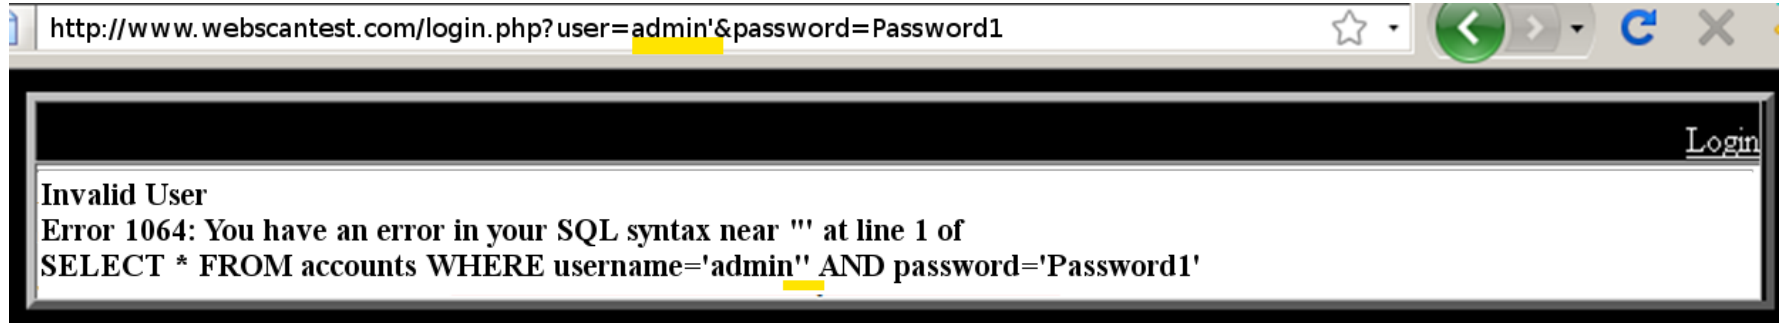 http://www.webscantest.com/login.php?user=admin'&password=Password1
Login
Invalid User
Error 1064: You have an error in your SQL syntax near "' at line 1 of
SELECT * FROM accounts WHERE username='admin'' AND password='Password1'